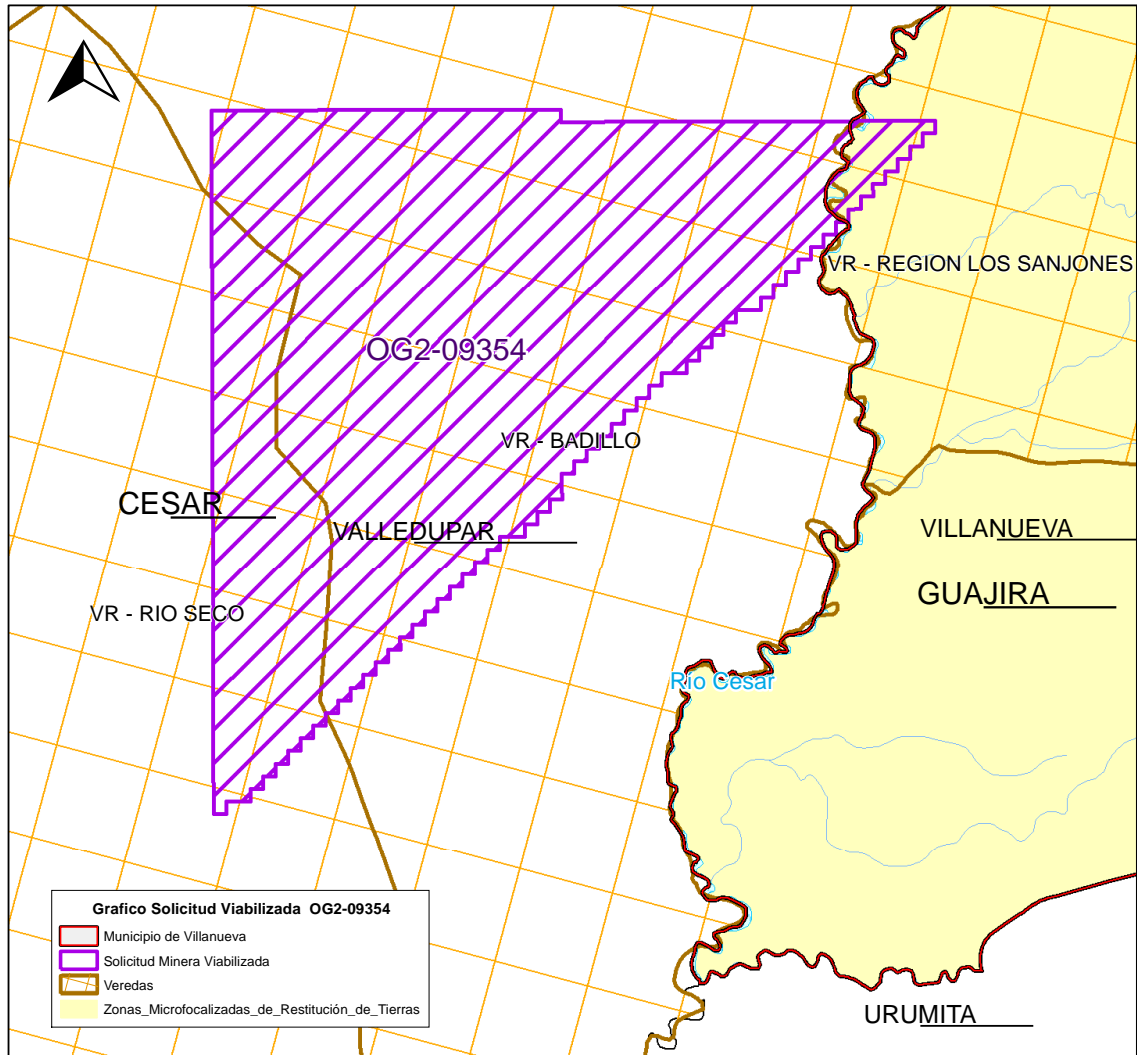 VR - REGION LOS SANJONES
OG2-09354
VR - BADILLO
CESAR
VALLEDUPAR
VILLANUEVA
GUAJIRA
VR - RIO SECO
Río Cesar
Grafico Solicitud Viabilizada OG2-09354
Municipio de Villanueva
Solicitud Minera Viabilizada
Veredas
Zonas_Microfocalizadas_de_Restitución_de_Tierras
URUMITA